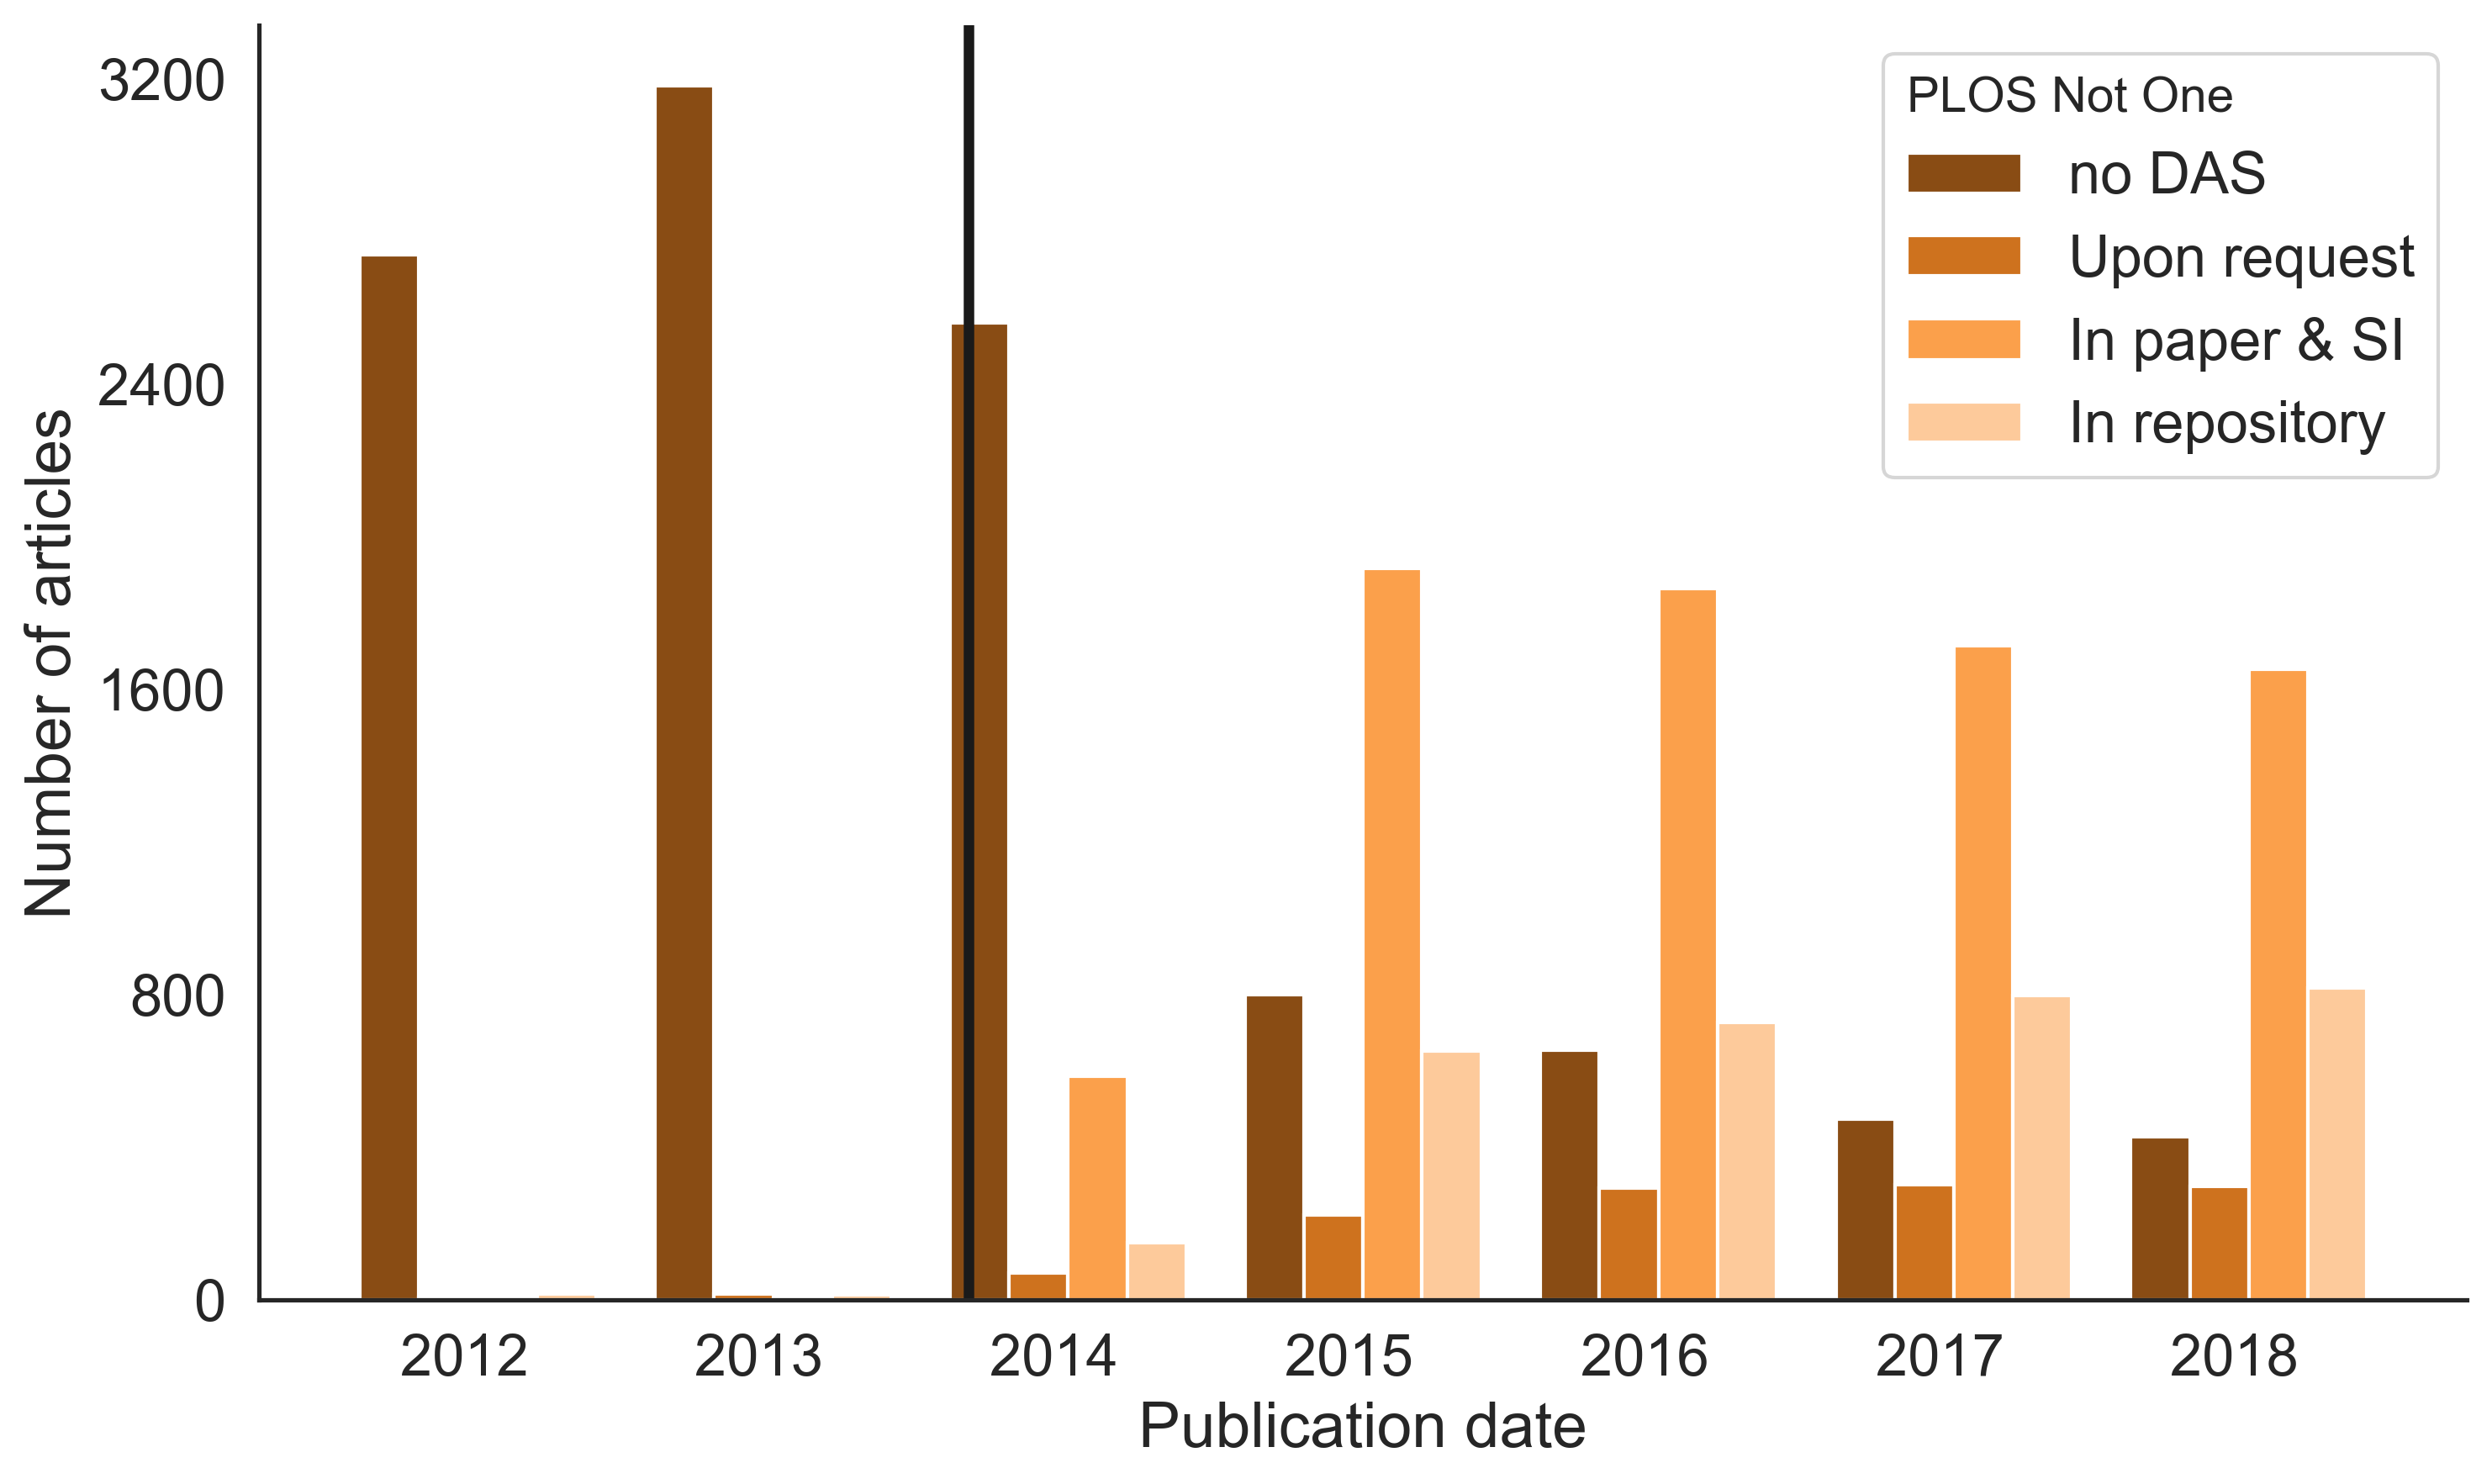 3200
2400
1600
800
0
Number of articles
PLOS Not One
no DAS
Upon request
In paper & SI
In repository
2012 2013 2014 2015 2016 2017 2018
Publication date